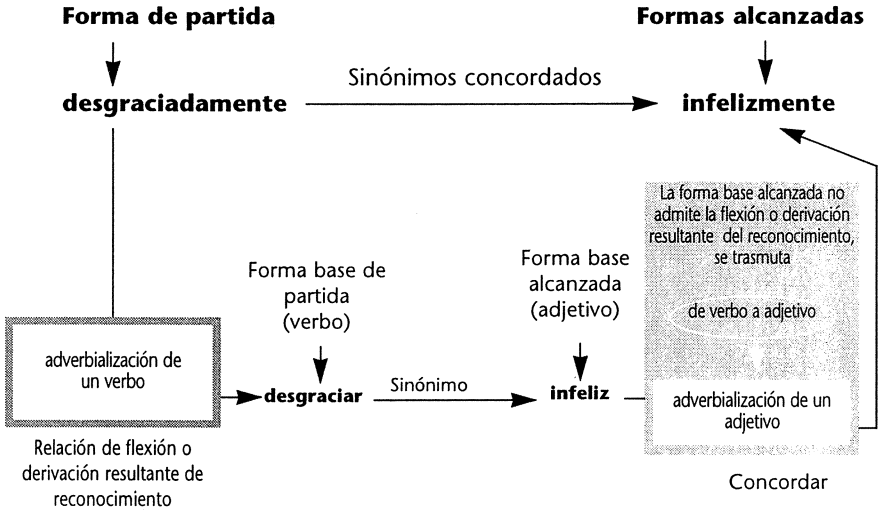 Forma de partida
Formas alcanzadas
Sinónimos concordados
desgraciadamente
infelizmente
La forma base alcanzada no
admite la flexión o derivación
resultante del reconocimiento,
se trasmuta
de verbo a adjetivo
Forma base de
partida
(verbo)
Forma base
alcanzada
(adjetivo)
adverbialización de
un verbo
desgraciar
Sinónimo
infeliz
adverbialización de un
adjetivo
Relación de flexión o
derivación resultante de
reconocimiento
Concordar